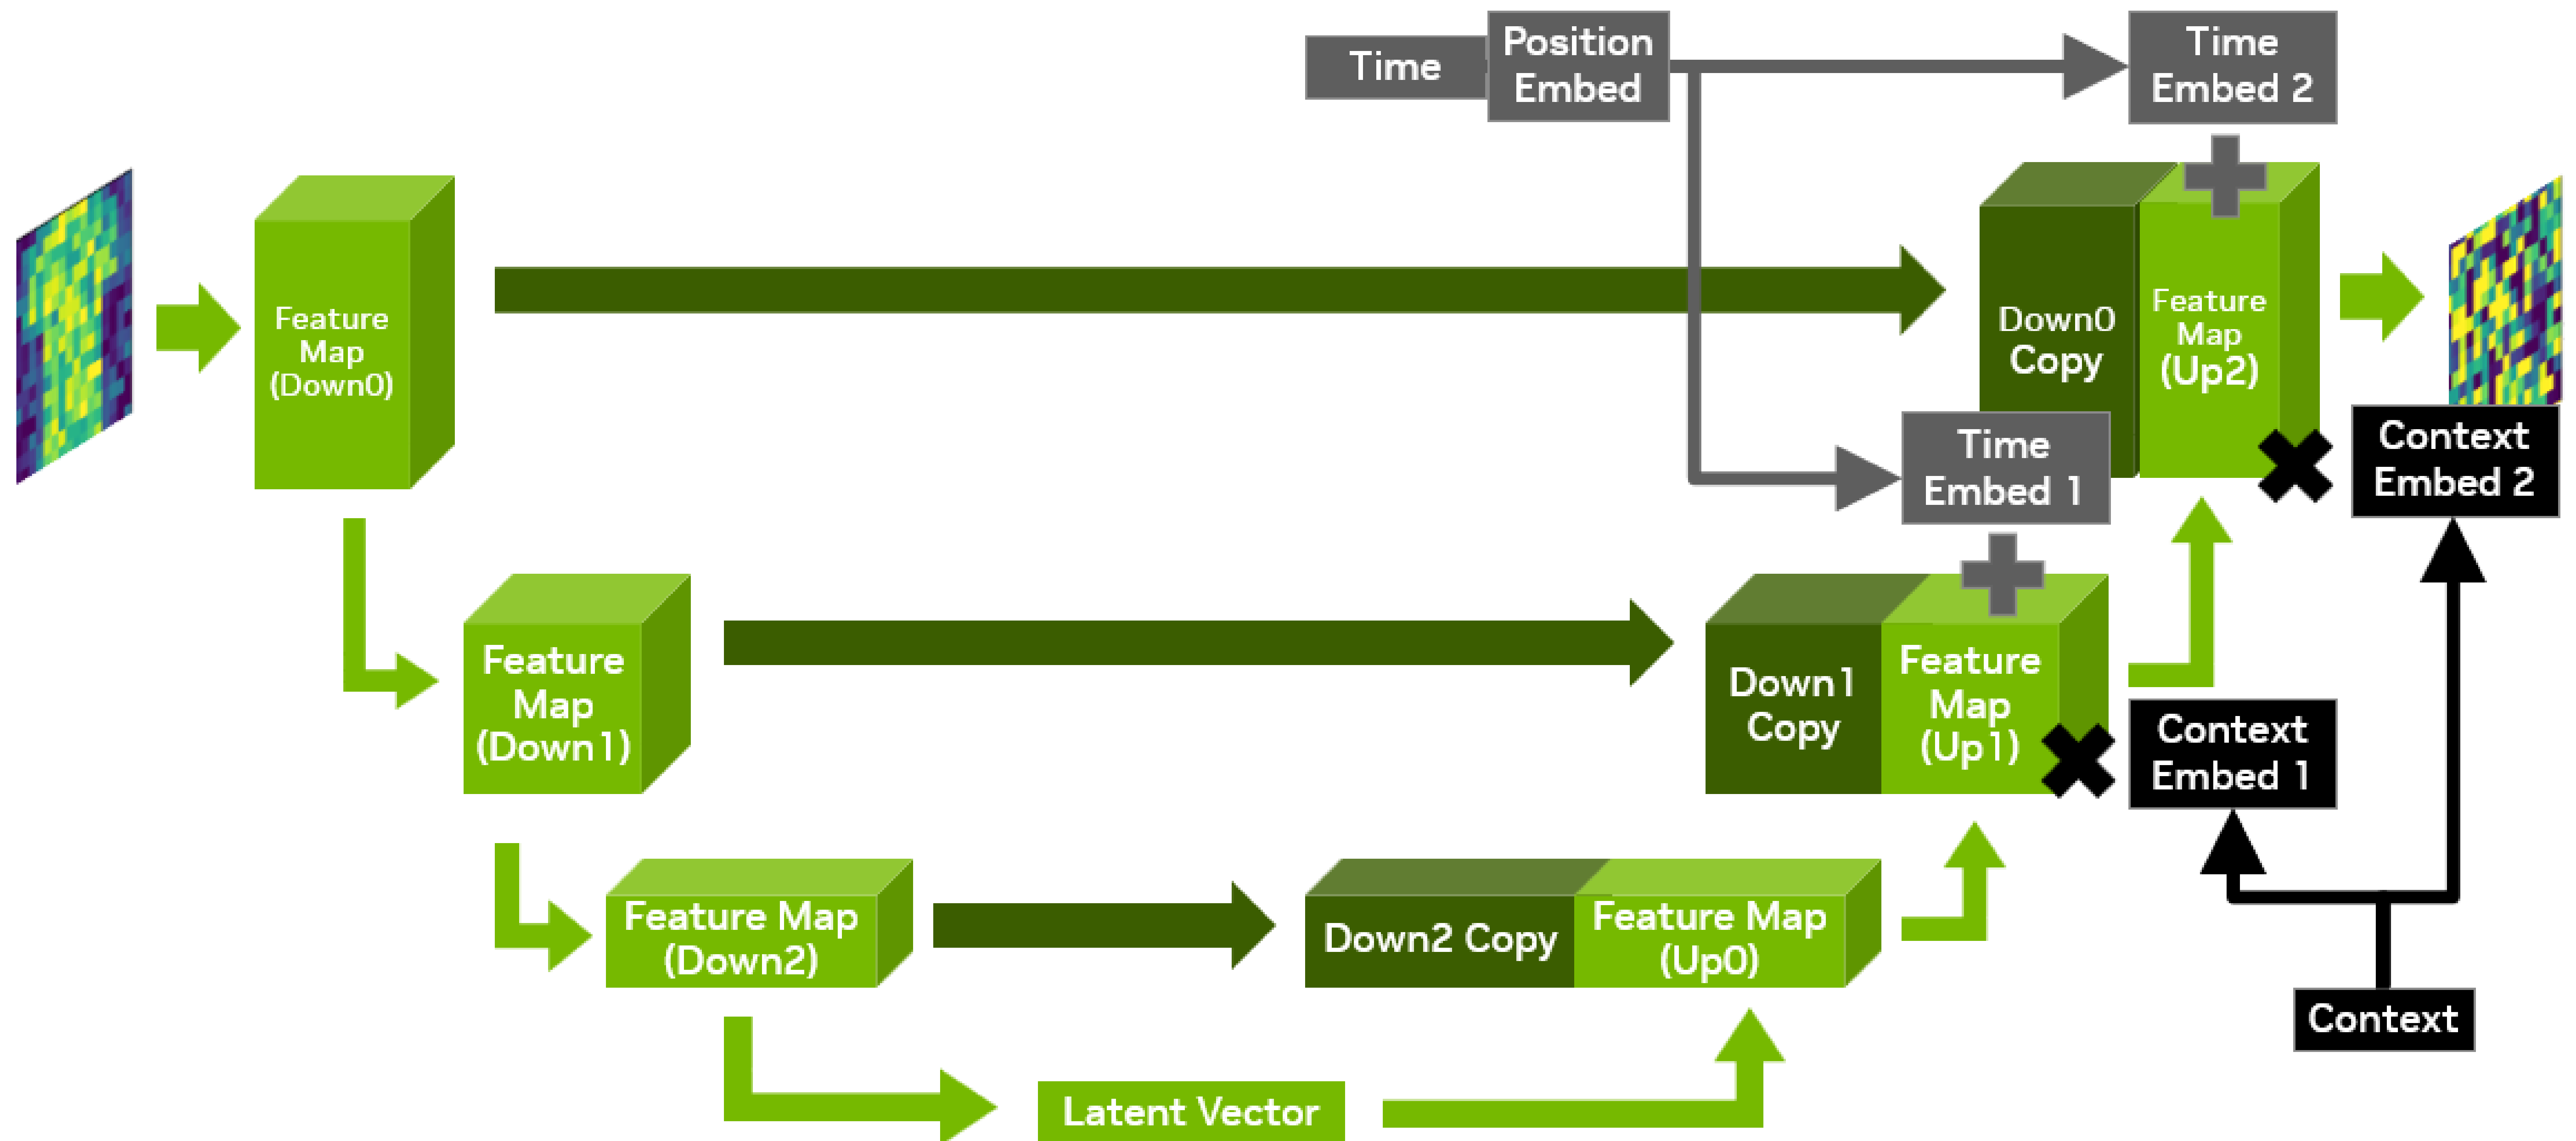 Time
Position
Embed
Time
Embed 2
Feature
Map
(Down0)
Down0
Copy
Feature
Map
(Up2)
Time
Embed 1
Context
Embed 2
Feature
Map
(Down1)
Down1
Copy
Feature
Map
(Up1)
Context
Embed 1
Feature Map
(Down2)
Down2 Copy
Feature Map
(Up0)
Context
Latent Vector